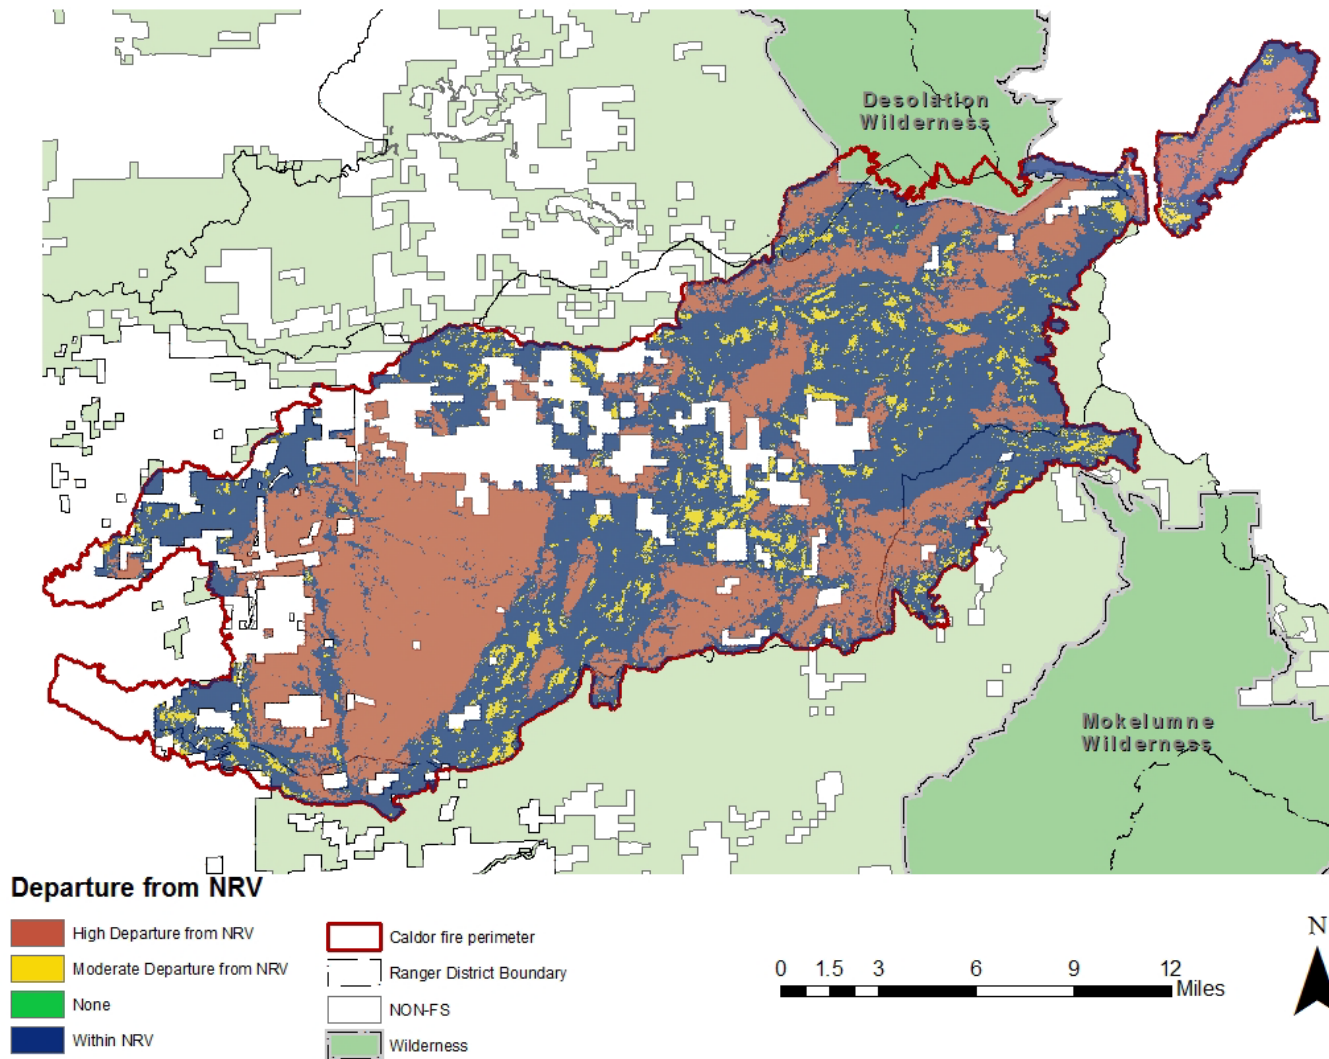 Desolation
Wilderness
Mokelumne
Wilderness
Departure from NRV
High Departure from NRV
Moderate Departure from NRV
None
Within NRV
Caldor fire perimeter
Ranger District Boundary
NON-FS
Wilderness
0 1.5 3 6 9 12
Miles
N